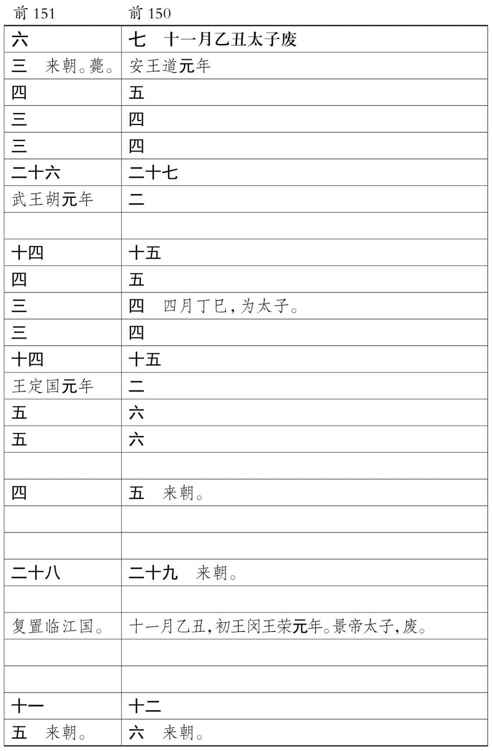 前 151 前 150
六 七 十一月乙丑太子废
三 来朝。薨。 安王道元年
四 五
三 四
三 四
二十六 二十七
武王胡元年 二
十四 十五
四 五
三 四 四月丁巳,为太子。
三 四
十四 十五
王定国元年 二
五 六
五 六
四 五 来朝。
二十八 二十九 来朝。
复置临江国。 十一月乙丑,初王闵王荣元年。景帝太子,废。
十一 十二
五 来朝。 六 来朝。